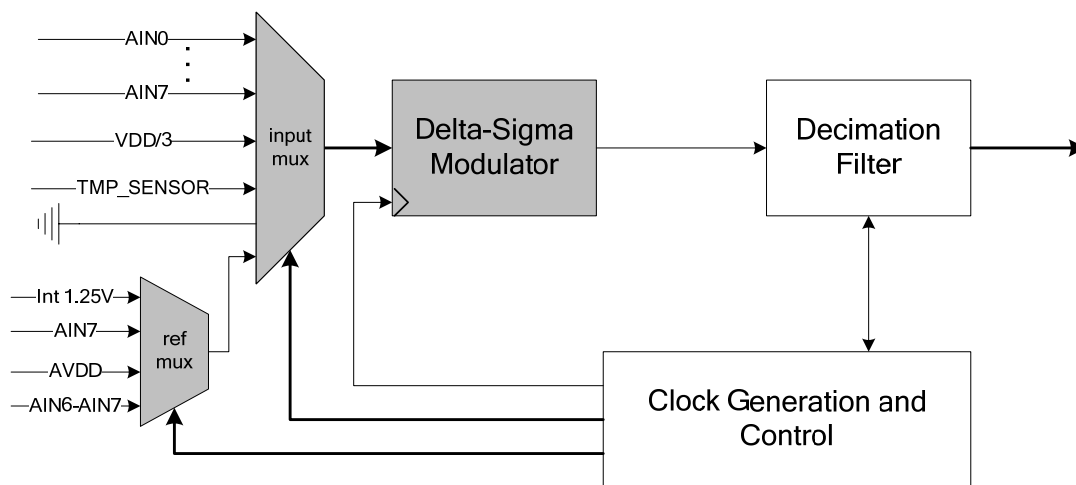 AIN0
AIN7
VDD/3
TMP_SENSOR
input
mux
Delta-Sigma
Modulator
Decimation
Filter
Int 1.25V
AIN7
AVDD
AIN6-AIN7
ref
mux
Clock Generation and
Control